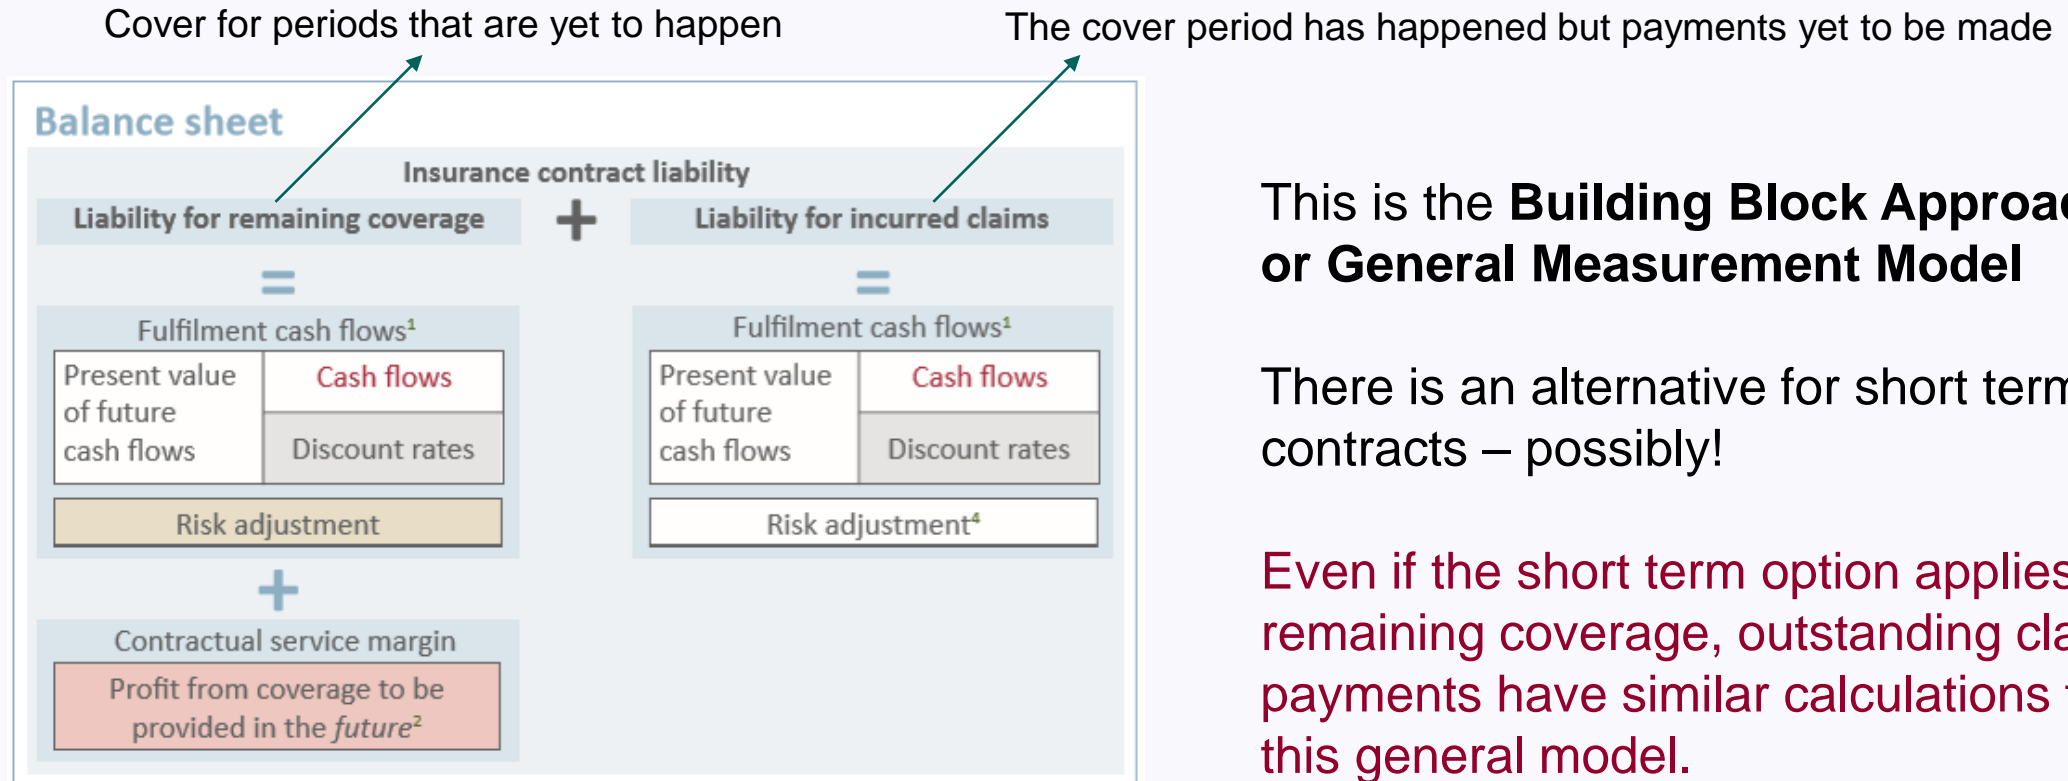 Cover for periods that are yet to happen
The cover period has happened but payments yet to be made
Balance sheet
Insurance contract liability
Liability for remaining coverage
+
Liability for incurred claims
=
=
Fulfilment cash flows¹
Present value
of future
cash flows
Cash flows
Discount rates
Risk adjustment
+
Contractual service margin
Profit from coverage to be
provided in the future²
Fulfilment cash flows¹
Present value
of future
cash flows
Cash flows
Discount rates
Risk adjustment⁴
This is the Building Block
or General Measurement Model
There is an alternative for short
contracts – possibly!
Even if the short term option applies
remaining coverage, outstanding
payments have similar calculations
this general model.